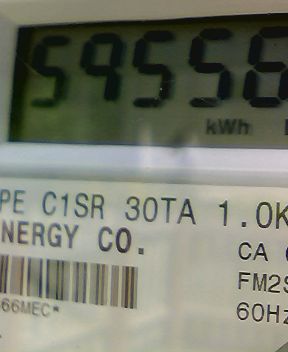 59556
kWh
PE C1SR 30TA 1.0K
NERGY CO.
CA
FM2S
66MEC*
60Hz